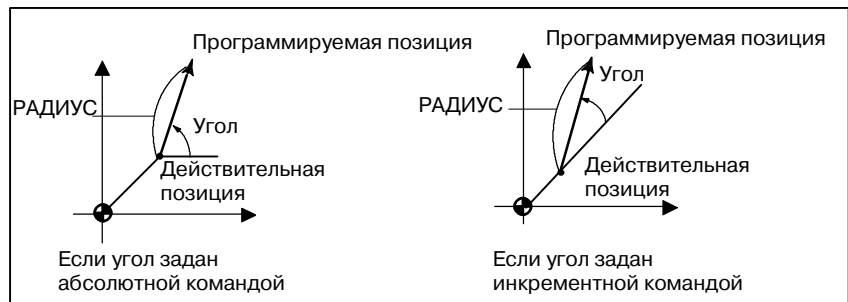 Программируемая позиция
РАДИУС
Угол
Действительная
позиция
Если угол задан
абсолютной командой
Программируемая позиция
Угол
РАДИУС
Действительная
позиция
Если угол задан
инкрементной командой